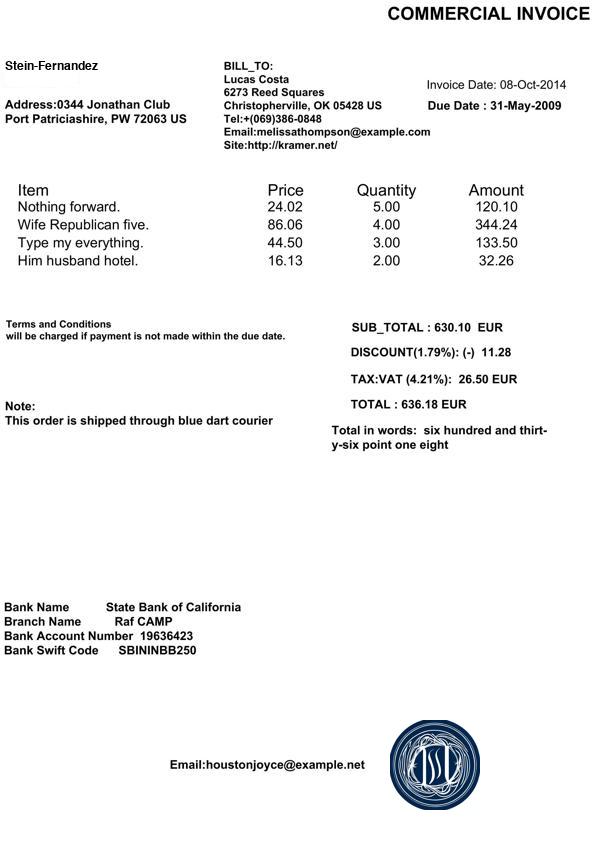 COMMERCIAL INVOICE
Stein-Fernandez
Address:0344 Jonathan Club
Port Patriciashire, PW 72063 US
BILL_TO:
Lucas Costa
6273 Reed Squares
Christopherville, OK 05428 US
Tel:+(069)386-0848
Email:melissathompson@example.com
Site:http://kramer.net/
Invoice Date: 08-Oct-2014
Due Date : 31-May-2009
Item Price Quantity Amount
Nothing forward. 24.02 5.00 120.10
Wife Republican five. 86.06 4.00 344.24
Type my everything. 44.50 3.00 133.50
Him husband hotel. 16.13 2.00 32.26
Terms and Conditions
will be charged if payment is not made within the due date.
SUB_TOTAL : 630.10 EUR
DISCOUNT(1.79%): (-) 11.28
TAX:VAT (4.21%): 26.50 EUR
TOTAL : 636.18 EUR
Note:
This order is shipped through blue dart courier
Total in words: six hundred and thirt-
y-six point one eight
Bank Name State Bank of California
Branch Name Raf CAMP
Bank Account Number 19636423
Bank Swift Code SBININBB250
Email:houstonjoyce@example.net